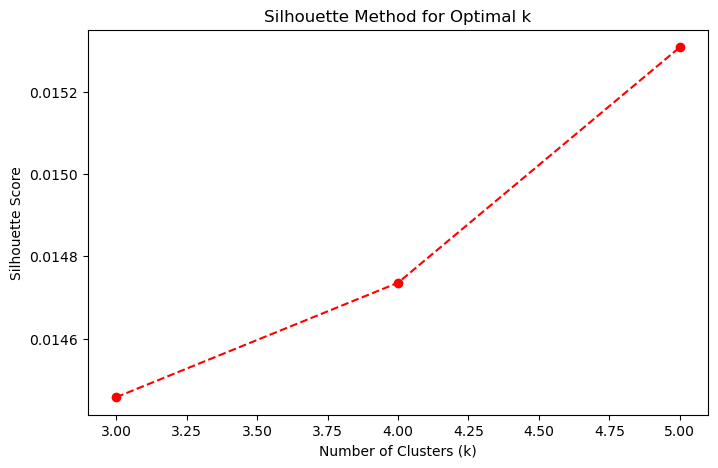 Silhouette Method for Optimal k
0.0152
0.0150
0.0148
0.0146
Silhouette Score
3.00 3.25 3.50 3.75 4.00 4.25 4.50 4.75 5.00
Number of Clusters (k)